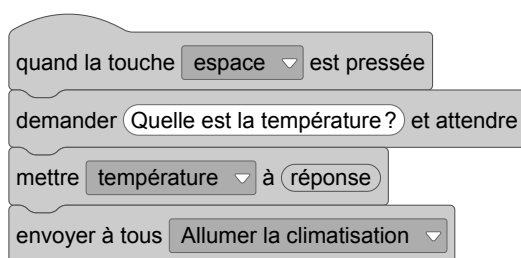 quand la touche espace est pressée
demander Quelle est la température ? et attendre
mettre température à réponse
envoyer à tous Allumer la climatisation